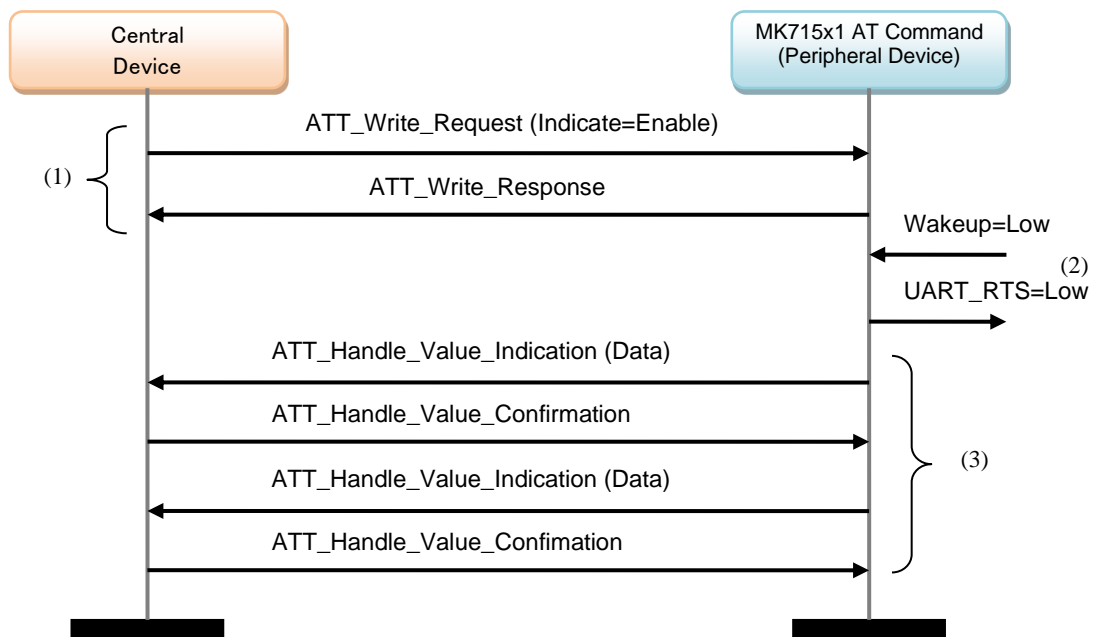 Central
Device
MK715x1 AT Command
(Peripheral Device)
ATT_Write_Request (Indicate=Enable)
(1)
ATT_Write_Response
Wakeup=Low
(2)
UART_RTS=Low
ATT_Handle_Value_Indication (Data)
ATT_Handle_Value_Confirmation
(3)
ATT_Handle_Value_Indication (Data)
ATT_Handle_Value_Confimation